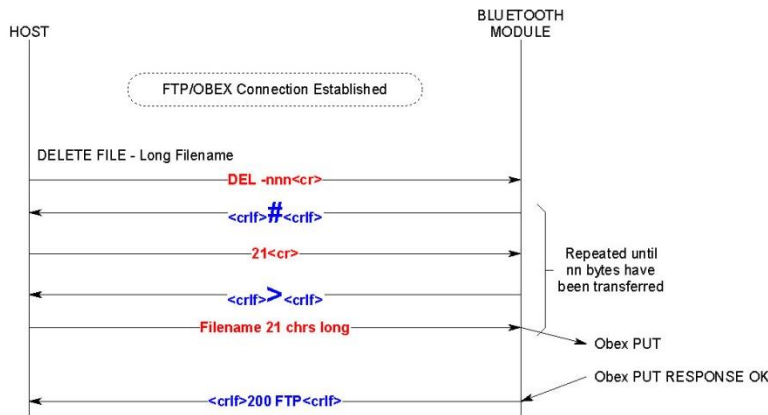 HOST
BLUETOOTH
MODULE
FTP/OBEX Connection Established
DELETE FILE - Long Filename
DEL -nnn<cr>
<crlf>#<crlf>
21<cr>
<crlf>><crlf>
Repeated until
nn bytes have
been transferred
Filename 21 chrs long
Obex PUT
Obex PUT RESPONSE OK
<crlf>200 FTP<crlf>